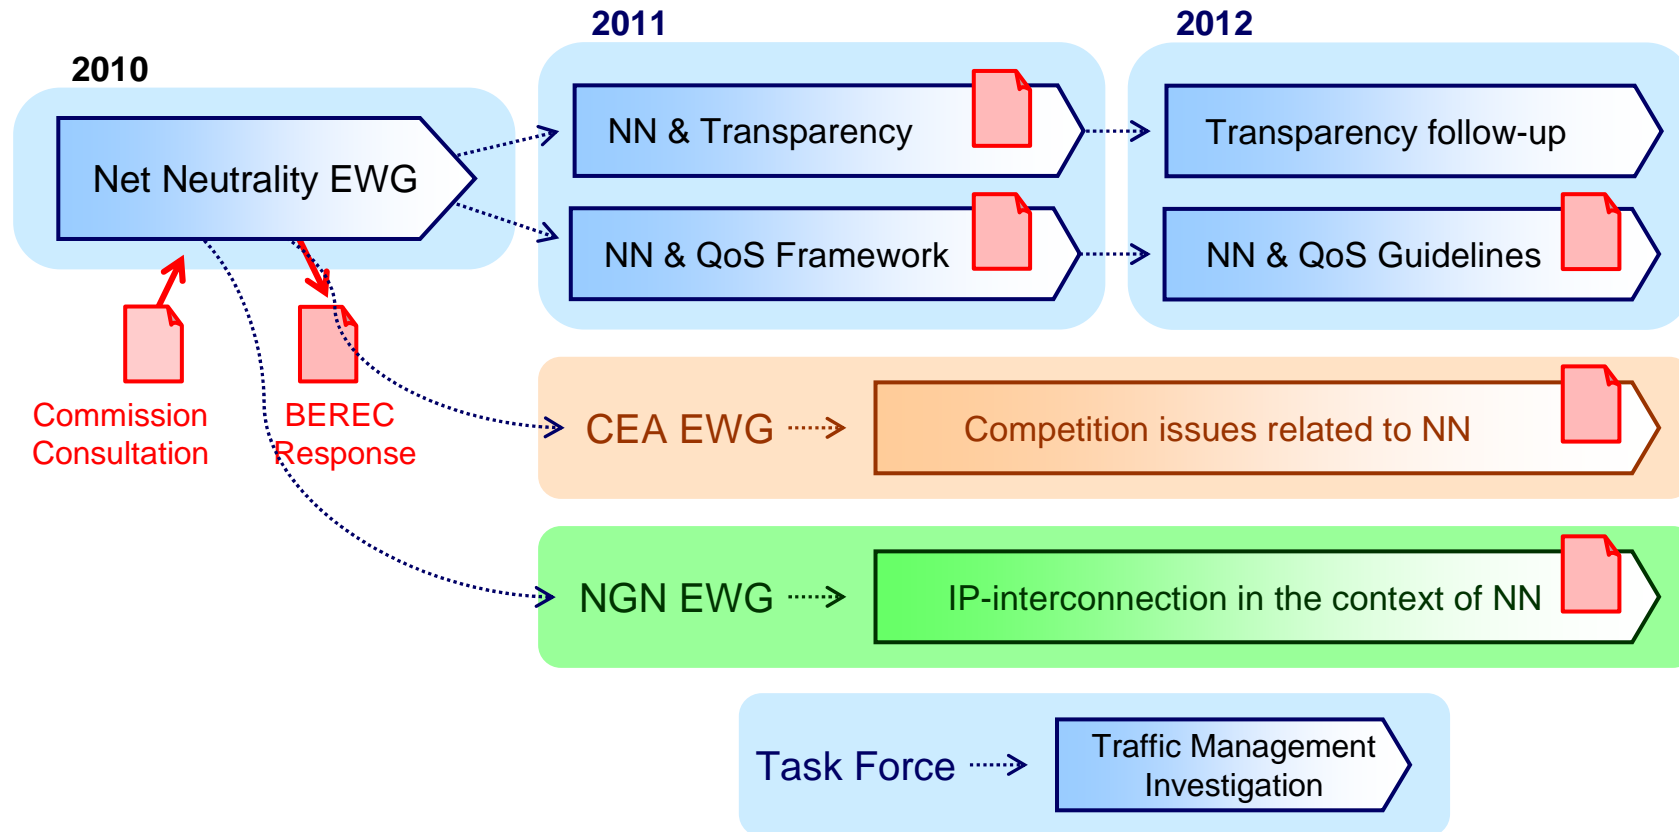 2010
2011
2012
Net Neutrality EWG
NN & Transparency
Transparency follow-up
NN & QoS Framework
NN & QoS Guidelines
Commission
Consultation
BEREC
Response
CEA EWG
Competition issues related to NN
NGN EWG
IP-interconnection in the context of NN
Task Force
Traffic Management
Investigation